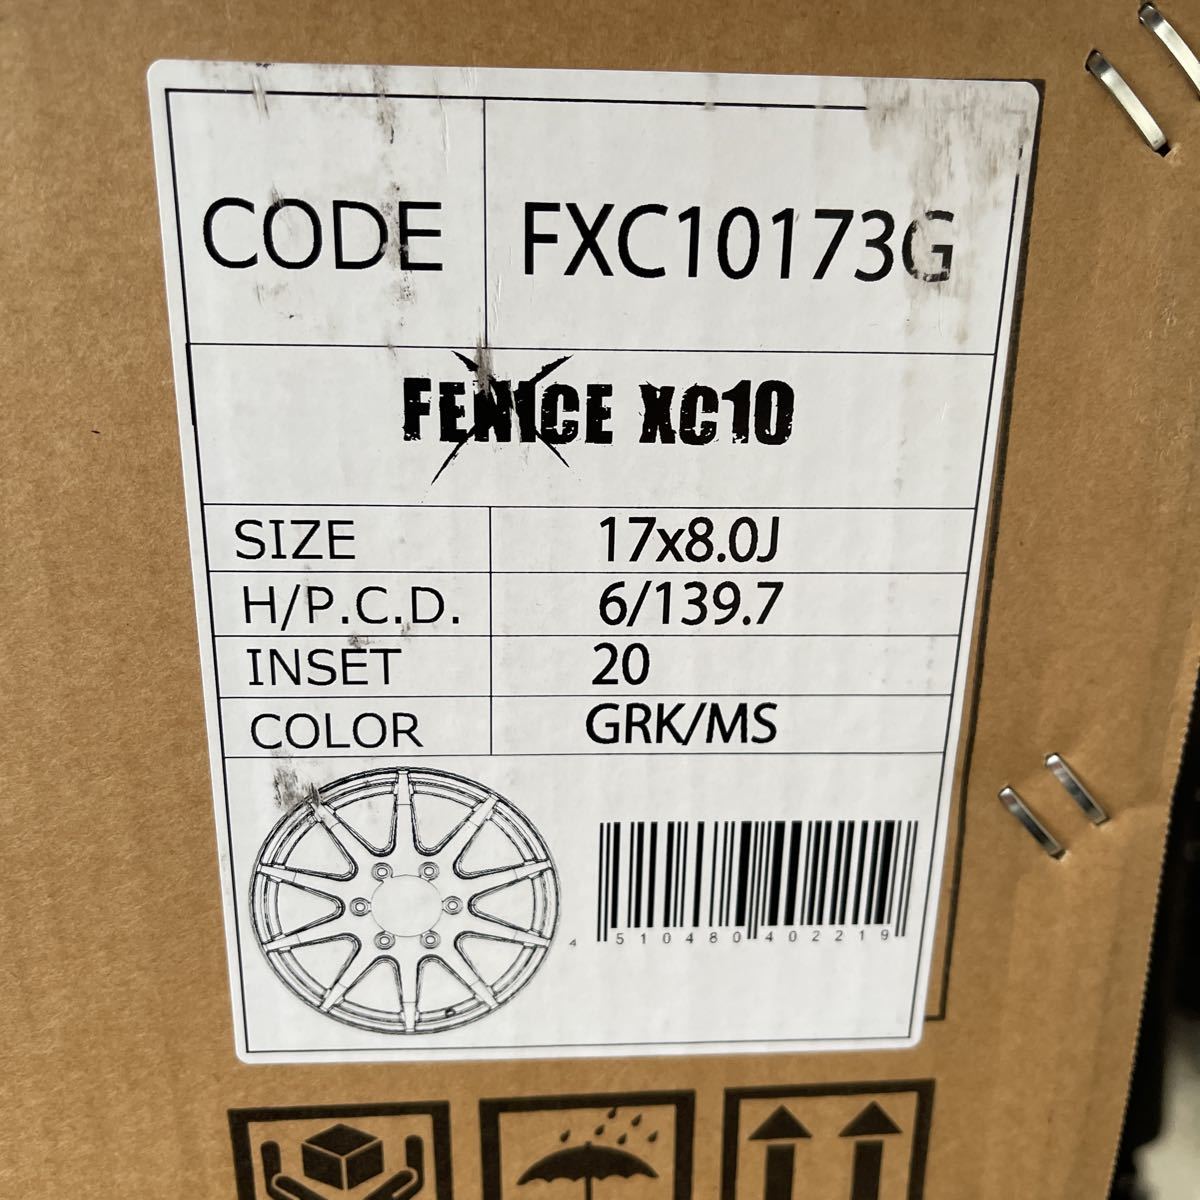 CODE FXC10173G
FENICE XC10
SIZE 17x8.0J
H/P.C.D. 6/139.7
INSET 20
COLOR GRK/MS
4 510480 402219